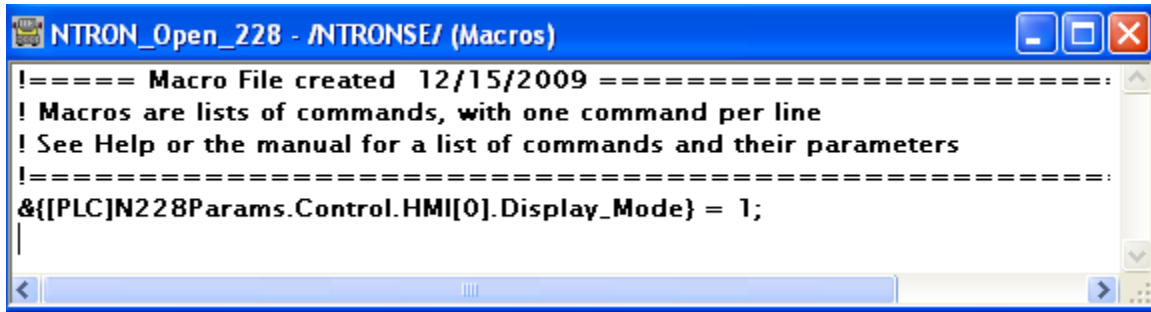 NTRON_Open_228 - /NTRONSE/ (Macros)
!===== Macro File created  12/15/2009 ========================
! Macros are lists of commands, with one command per line
! See Help or the manual for a list of commands and their parameters
!==================================================
&{[PLC]N228Params.Control.HMI[0].Display_Mode} = 1;